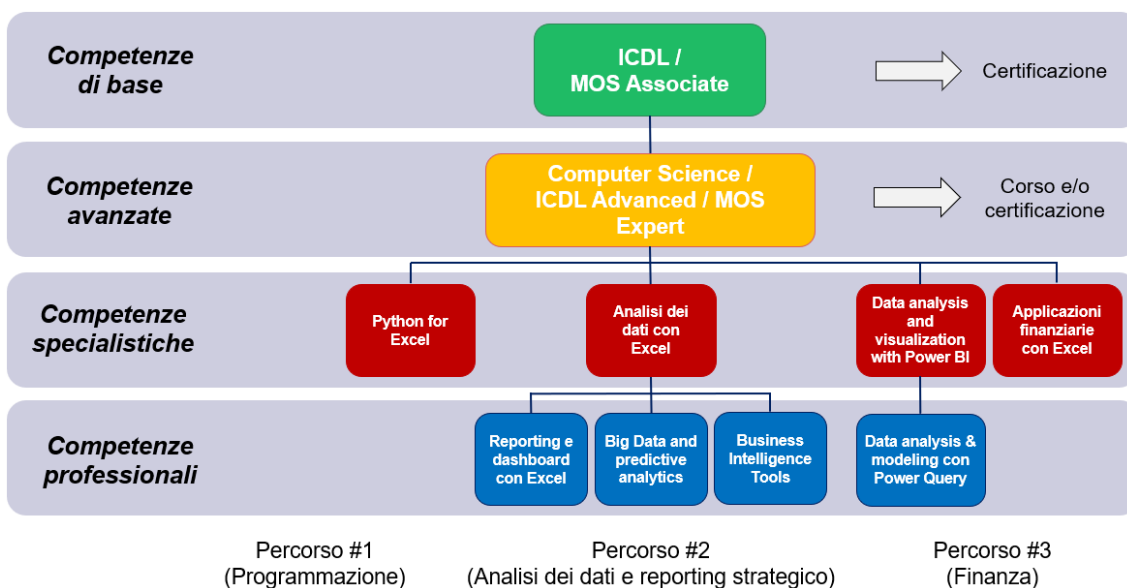 Competenze
di base
ICDL /
MOS Associate
Certificazione
Competenze
avanzate
Computer Science /
ICDL Advanced / MOS
Expert
Corso e/o
certificazione
Competenze
specialistiche
Python for
Excel
Analisi dei
dati con
Excel
Data analysis
and
visualization
with Power BI
Applicazioni
finanziarie
con Excel
Competenze
professionali
Reporting e
dashboard
con Excel
Big Data and
predictive
analytics
Business
Intelligence
Tools
Data analysis &
modeling con
Power Query
Percorso #1
(Programmazione)
Percorso #2
(Analisi dei dati e reporting strategico)
Percorso #3
(Finanza)